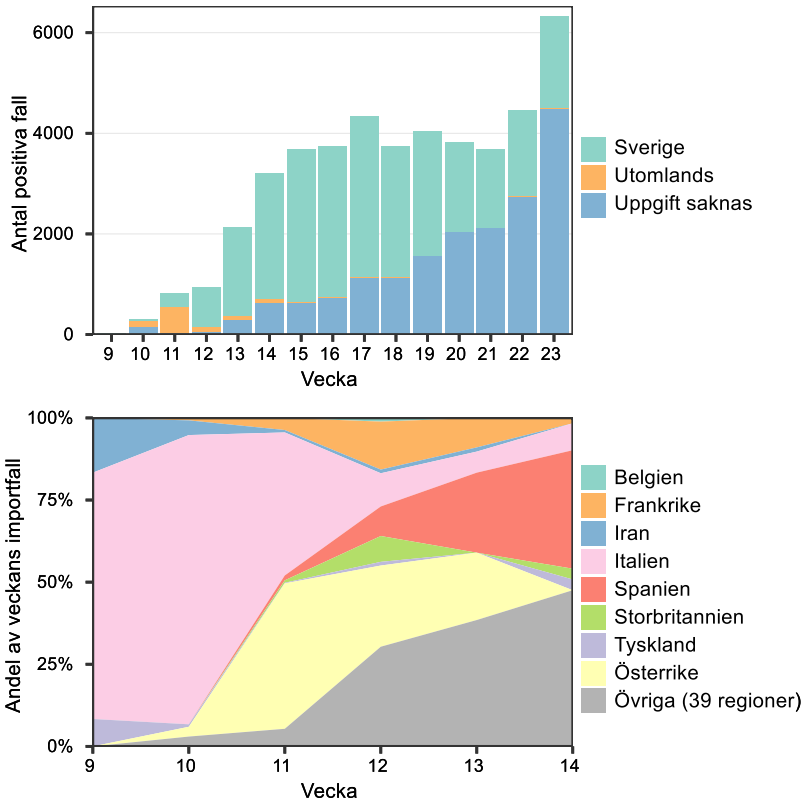 Antal positiva fall
6000
4000
2000
0
9 10 11 12 13 14 15 16 17 18 19 20 21 22 23
Vecka
Sverige
Utomlands
Uppgift saknas
Andel av veckans importfall
100%
75%
50%
25%
0%
9 10 11 12 13 14
Vecka
Belgien
Frankrike
Iran
Italien
Spanien
Storbritannien
Tyskland
Österrike
Övriga (39 regioner)